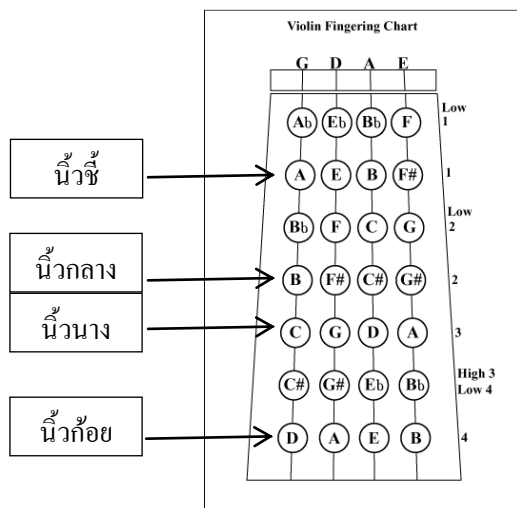 Violin Fingering Chart
G D A E
Ab Eb Bb F Low 1
นิ้วชี้ A E B F# 1
Bb F C G Low 2
นิ้วกลาง B F# C# G# 2
นิ้วนาง C G D A 3
C# G# Eb Bb High 3 Low 4
นิ้วก้อย D A E B 4